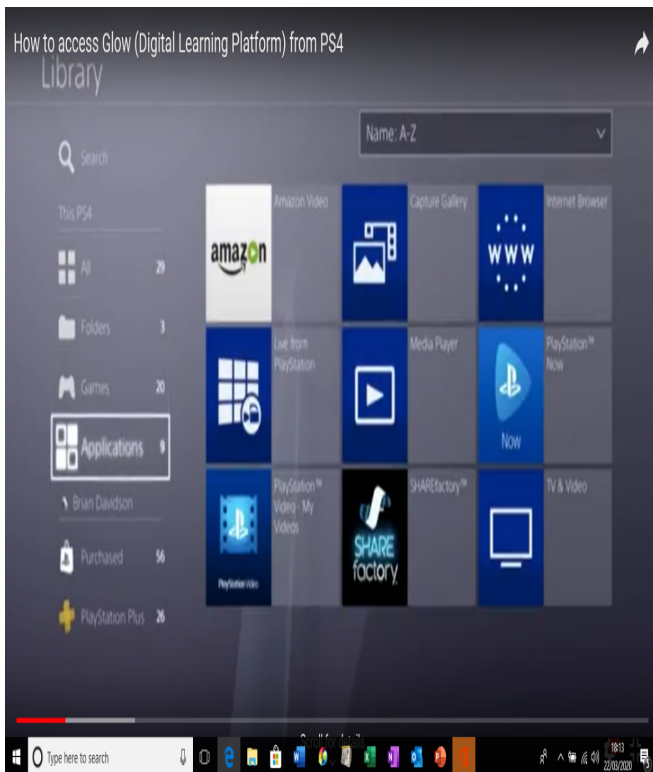 How to access Glow (Digital Learning Platform) from PS4
Library
Search
Name: A-Z
This PS4
All 29
Folders 3
Games 20
Applications 9
Brian Davidson
Purchased 56
PlayStation Plus 26
amazon
Amazon Video
Capture Gallery
WWW
Internet Browser
Live from
PlayStation
Media Player
Now
PlayStation™
Now
PlayStation Video
PlayStation™
Video - My
Videos
SHARE
factory
SHAREfactory™
TV & Video
Scroll for details
Type here to search
18:13
22/03/2020